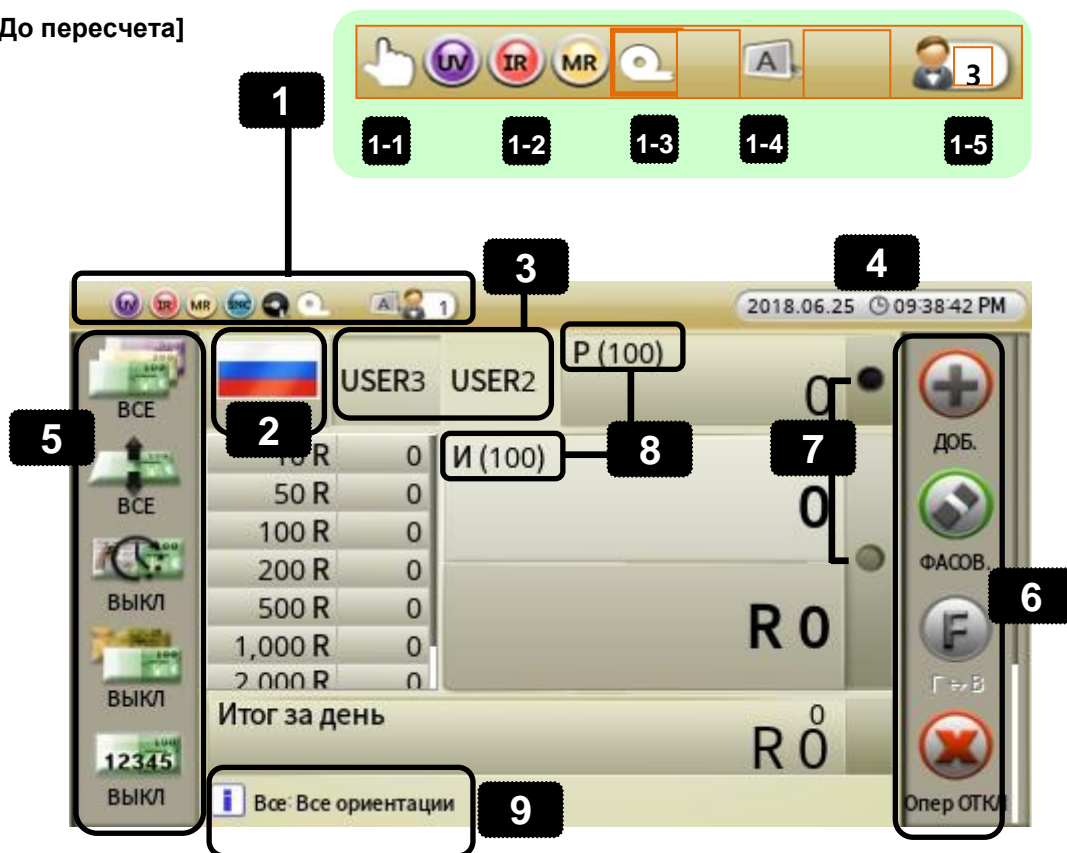 До пересчета]
UV IR MR A 3
1-1 1-2 1-3 1-4 1-5
1
3
4
UV IR MR SNC A 1
2018.06.25 09:38:42 PM
ВСЕ
ВСЕ
ВЫКЛ
ВЫКЛ
12345
ВЫКЛ
5
2
USER3 USER2
P (100)
0
И (100)
0
R 0
8
7
10 R 0
50 R 0
100 R 0
200 R 0
500 R 0
1,000 R 0
2,000 R 0
Итог за день
0
R 0
i Все: Все ориентации
9
ДОБ.
ФАСОВ.
F
Г⇔В
Опер ОТКЛ
6